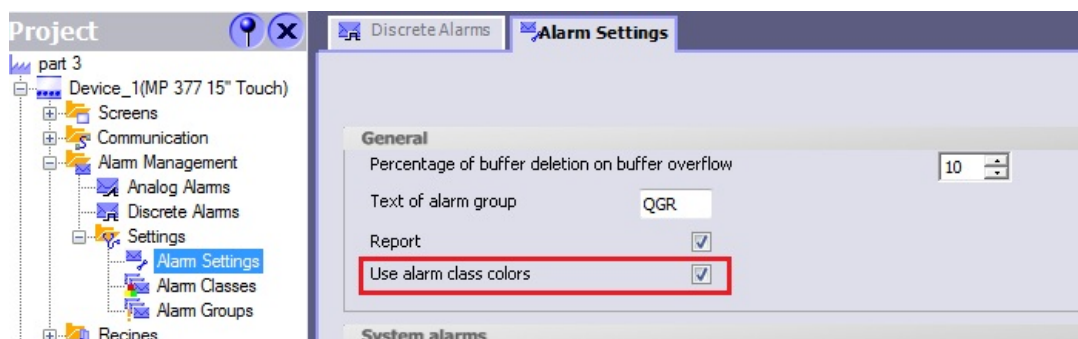 Project
part 3
Device_1(MP 377 15" Touch)
Screens
Communication
Alarm Management
Analog Alarms
Discrete Alarms
Settings
Alarm Settings
Alarm Classes
Alarm Groups
Recipes
Discrete Alarms
Alarm Settings
General
Percentage of buffer deletion on buffer overflow 10
Text of alarm group QGR
Report
Use alarm class colors
System alarms